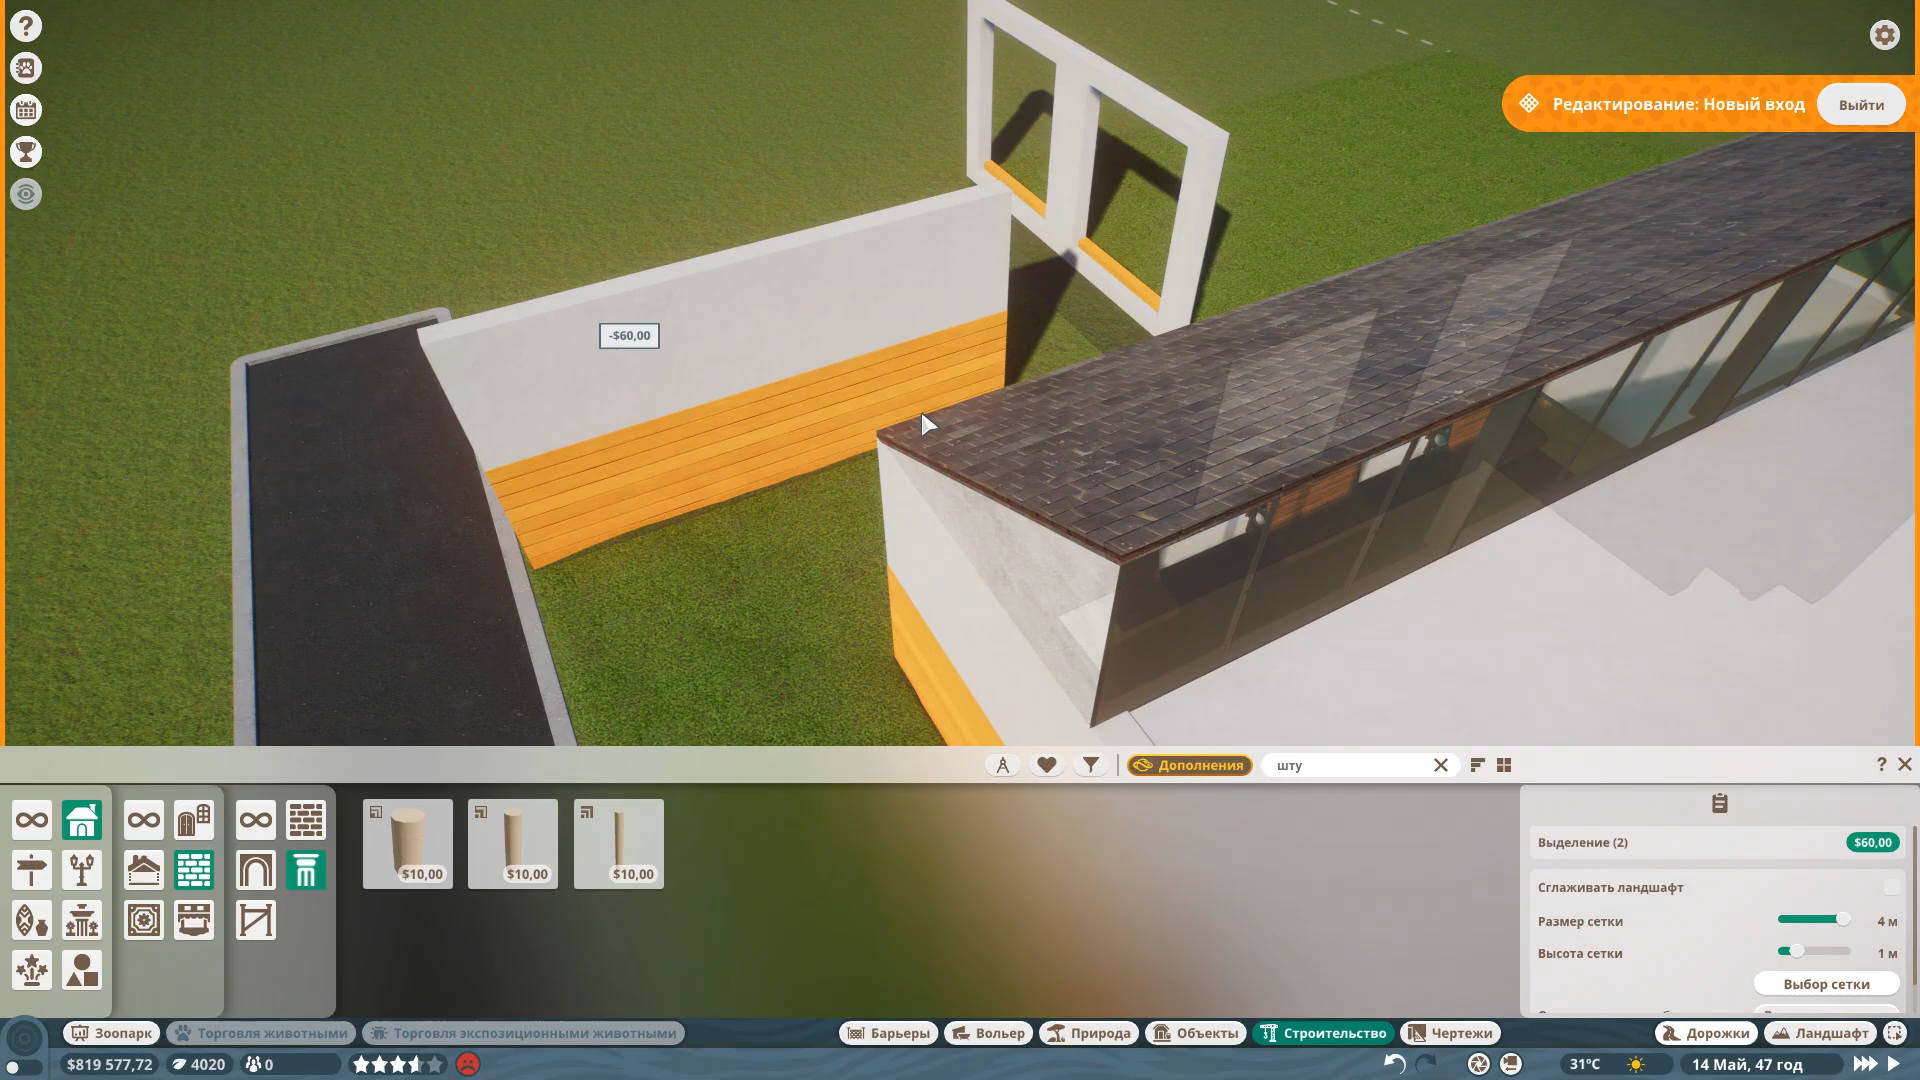 Редактирование: Новый вход
Выйти
-$60,00
Дополнения
шту
?
?
$10,00
$10,00
$10,00
Выделение (2)
$60,00
Сглаживать ландшафт
Размер сетки
4 м
Высота сетки
1 м
Выбор сетки
Зоопарк
Торговля животными
Торговля экспозиционными животными
Барьеры
Вольер
Природа
Объекты
Строительство
Чертежи
Дорожки
Ландшафт
$819 577,72
4020
0
31°C
14 Май, 47 год